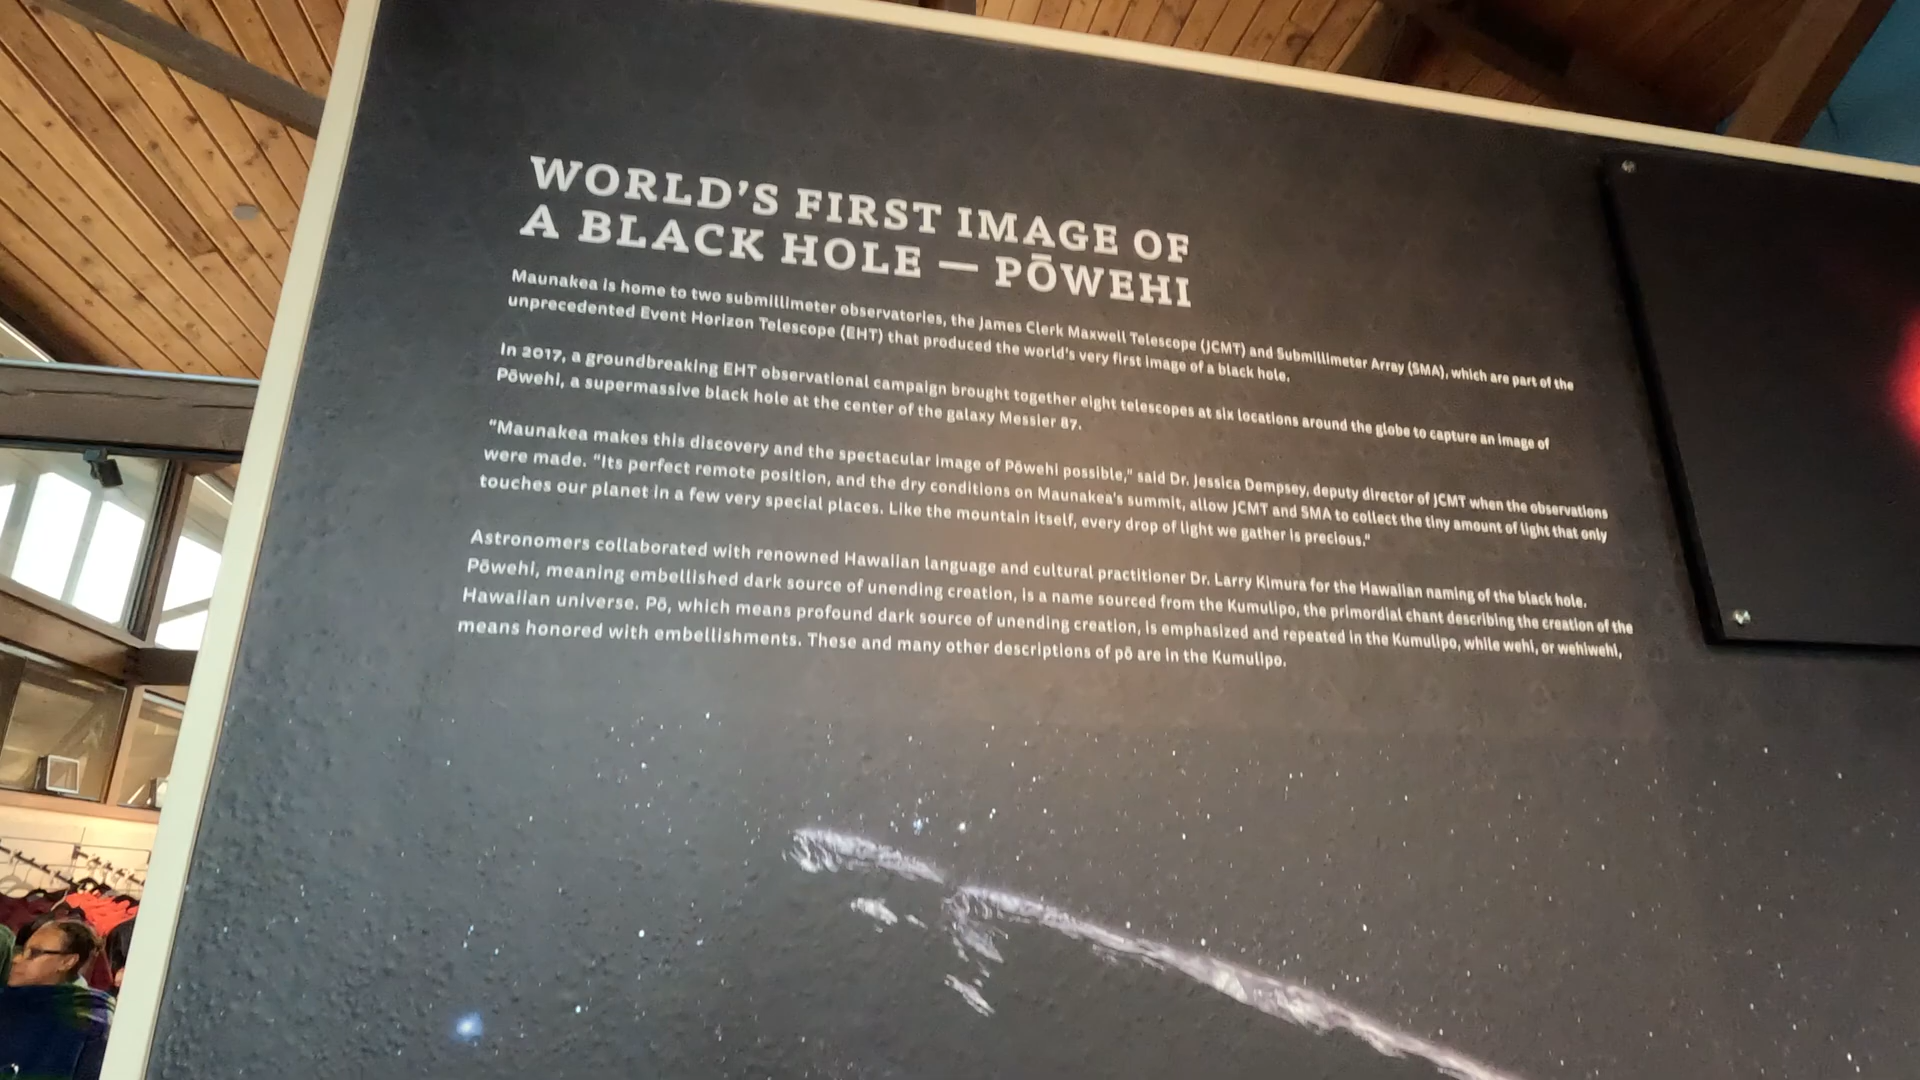 WORLD'S FIRST IMAGE OF
A BLACK HOLE — PŌWEHI
Maunakea is home to two submillimeter observatories, the James Clerk Maxwell Telescope (JCMT) and Submillimeter Array (SMA), which are part of the
unprecedented Event Horizon Telescope (EHT) that produced the world's very first image of a black hole.
In 2017, a groundbreaking EHT observational campaign brought together eight telescopes at six locations around the globe to capture an image of
Pōwehi, a supermassive black hole at the center of the galaxy Messier 87.
"Maunakea makes this discovery and the spectacular image of Pōwehi possible," said Dr. Jessica Dempsey, deputy director of JCMT when the observations
were made. "Its perfect remote position, and the dry conditions on Maunakea's summit, allow JCMT and SMA to collect the tiny amount of light that only
touches our planet in a few very special places. Like the mountain itself, every drop of light we gather is precious."
Astronomers collaborated with renowned Hawaiian language and cultural practitioner Dr. Larry Kimura for the Hawaiian naming of the black hole.
Pōwehi, meaning embellished dark source of unending creation, is a name sourced from the Kumulipo, the primordial chant describing the creation of the
Hawaiian universe. Pō, which means profound dark source of unending creation, is emphasized and repeated in the Kumulipo, while wehi, or wehiwehi,
means honored with embellishments. These and many other descriptions of pō are in the Kumulipo.